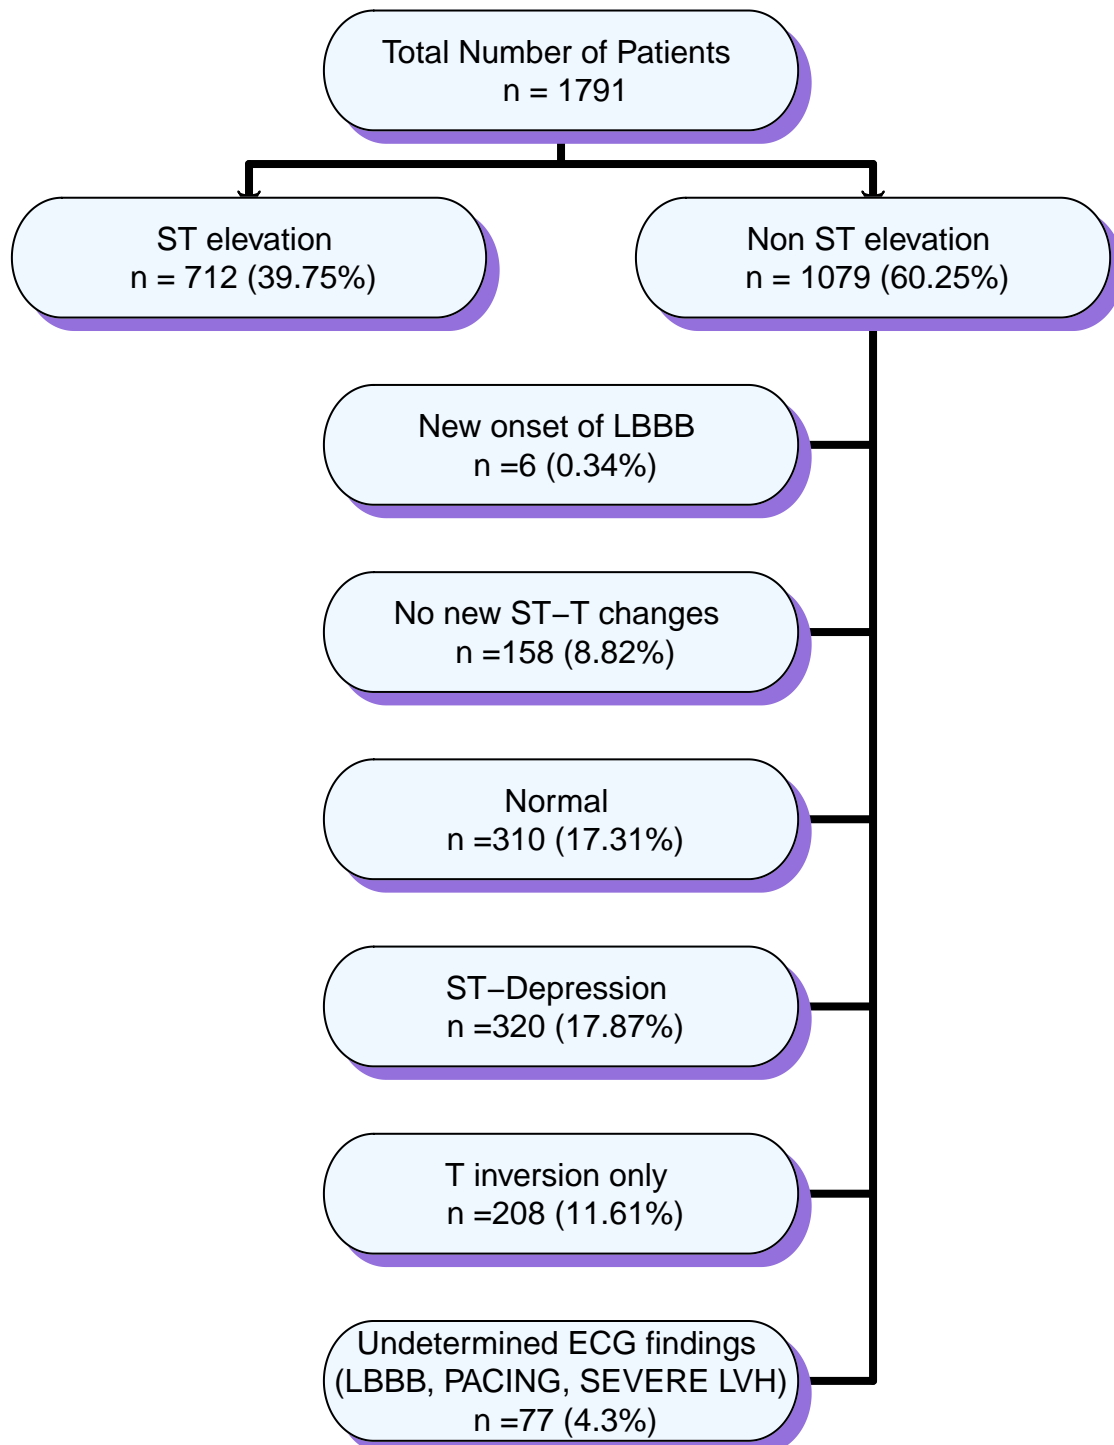 Total Number of Patients
n = 1791
ST elevation
n = 712 (39.75%)
Non ST elevation
n = 1079 (60.25%)
New onset of LBBB
n =6 (0.34%)
No new ST−T changes
n =158 (8.82%)
Normal
n =310 (17.31%)
ST−Depression
n =320 (17.87%)
T inversion only
n =208 (11.61%)
Undetermined ECG findings
(LBBB, PACING, SEVERE LVH)
n =77 (4.3%)